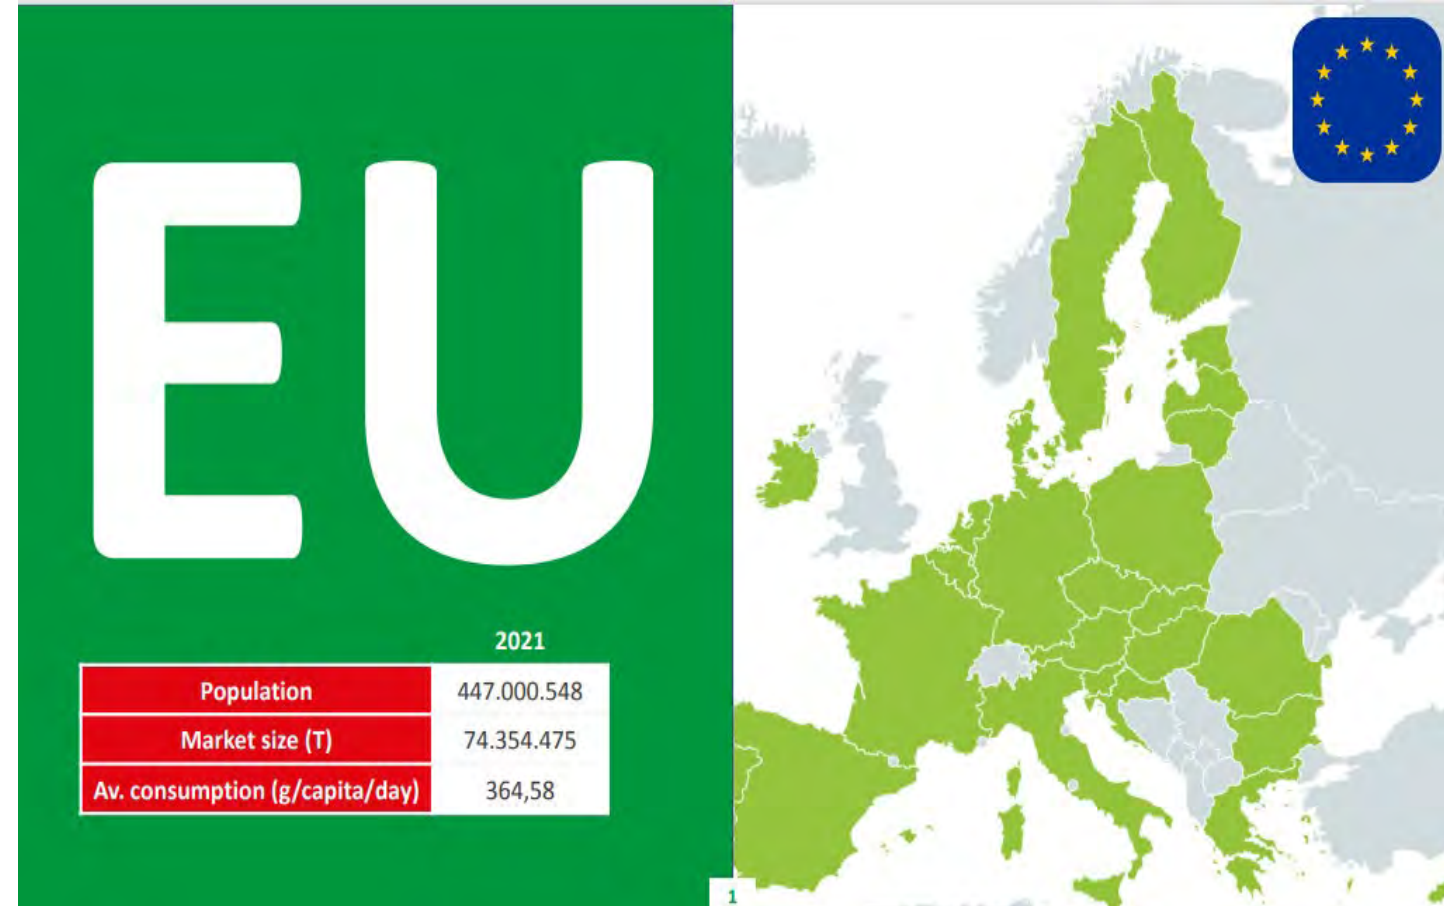 EU
2021
Population 447.000.548
Market size (T) 74.354.475
Av. consumption (g/capita/day) 364,58
1